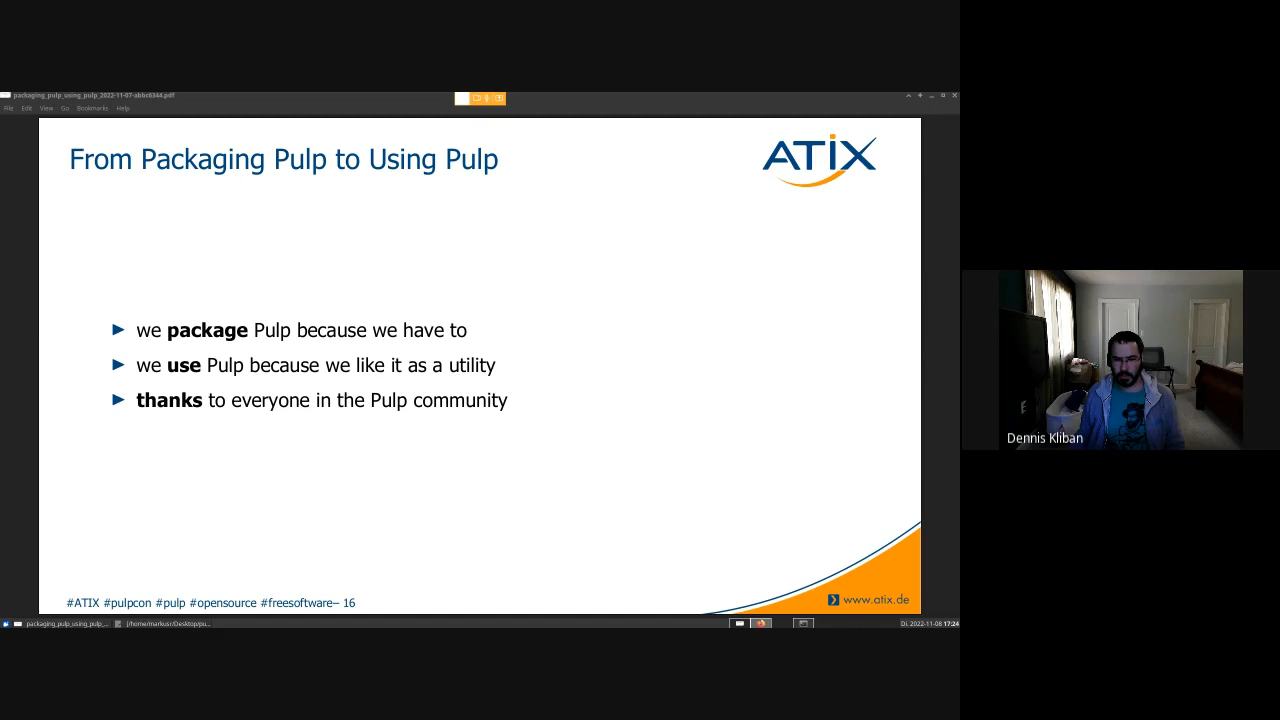 packaging_pulp_using_pulp_2022-11-07-abbc6344.pdf
File Edit View Go Bookmarks Help
From Packaging Pulp to Using Pulp
ATIX
we package Pulp because we have to
we use Pulp because we like it as a utility
thanks to everyone in the Pulp community
Dennis Kliban
#ATIX #pulpcon #pulp #opensource #freesoftware– 16
www.atix.de
packaging_pulp_using_pulp_...
[/home/markusr/Desktop/pu...
Di. 2022-11-08 17:24